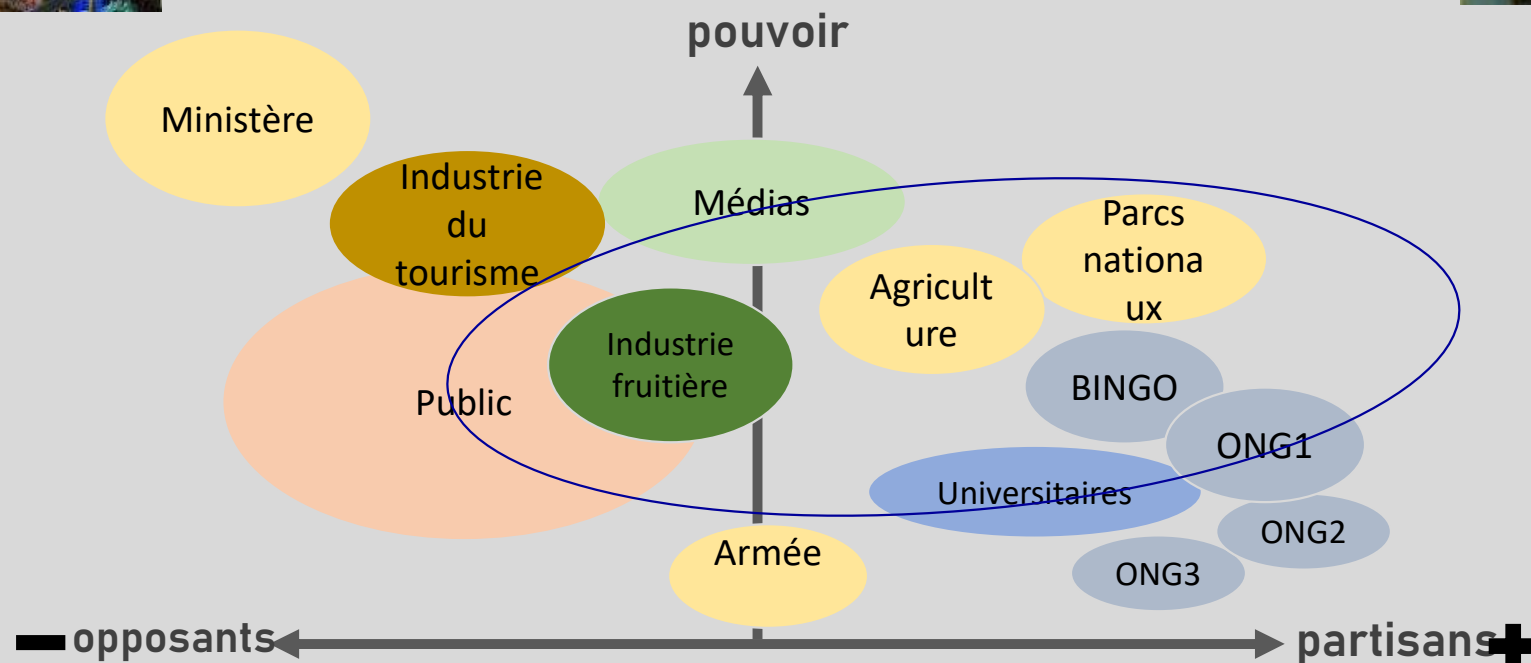 pouvoir
Ministère
Industrie
du
tourisme
Médias
Parcs
nationa
ux
Agricult
ure
Industrie
fruitière
Public
BINGO
ONG1
Universitaires
ONG2
Armée
ONG3
opposants
partisans